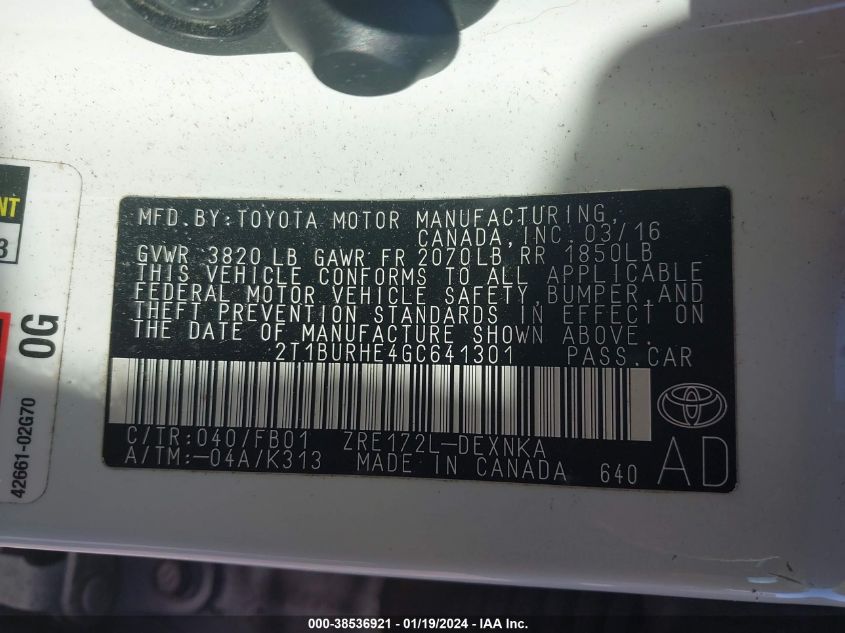 MFD. BY: TOYOTA MOTOR MANUFACTURING,
CANADA, INC. 03/16
GVWR 3820 LB GAWR FR 2070LB RR 1850LB
THIS VEHICLE CONFORMS TO ALL APPLICABLE
FEDERAL MOTOR VEHICLE SAFETY, BUMPER, AND
THEFT PREVENTION STANDARDS IN EFFECT ON
THE DATE OF MANUFACTURE SHOWN ABOVE.
2T1BURHE4GC641301 PASS. CAR
C/TR: 040/FB01 ZRE172L-DEXNKA
A/TM: -04A/K313 MADE IN CANADA 640
AD
NT
3
0G
42661-02G70
000-38536921 - 01/19/2024 - IAA Inc.